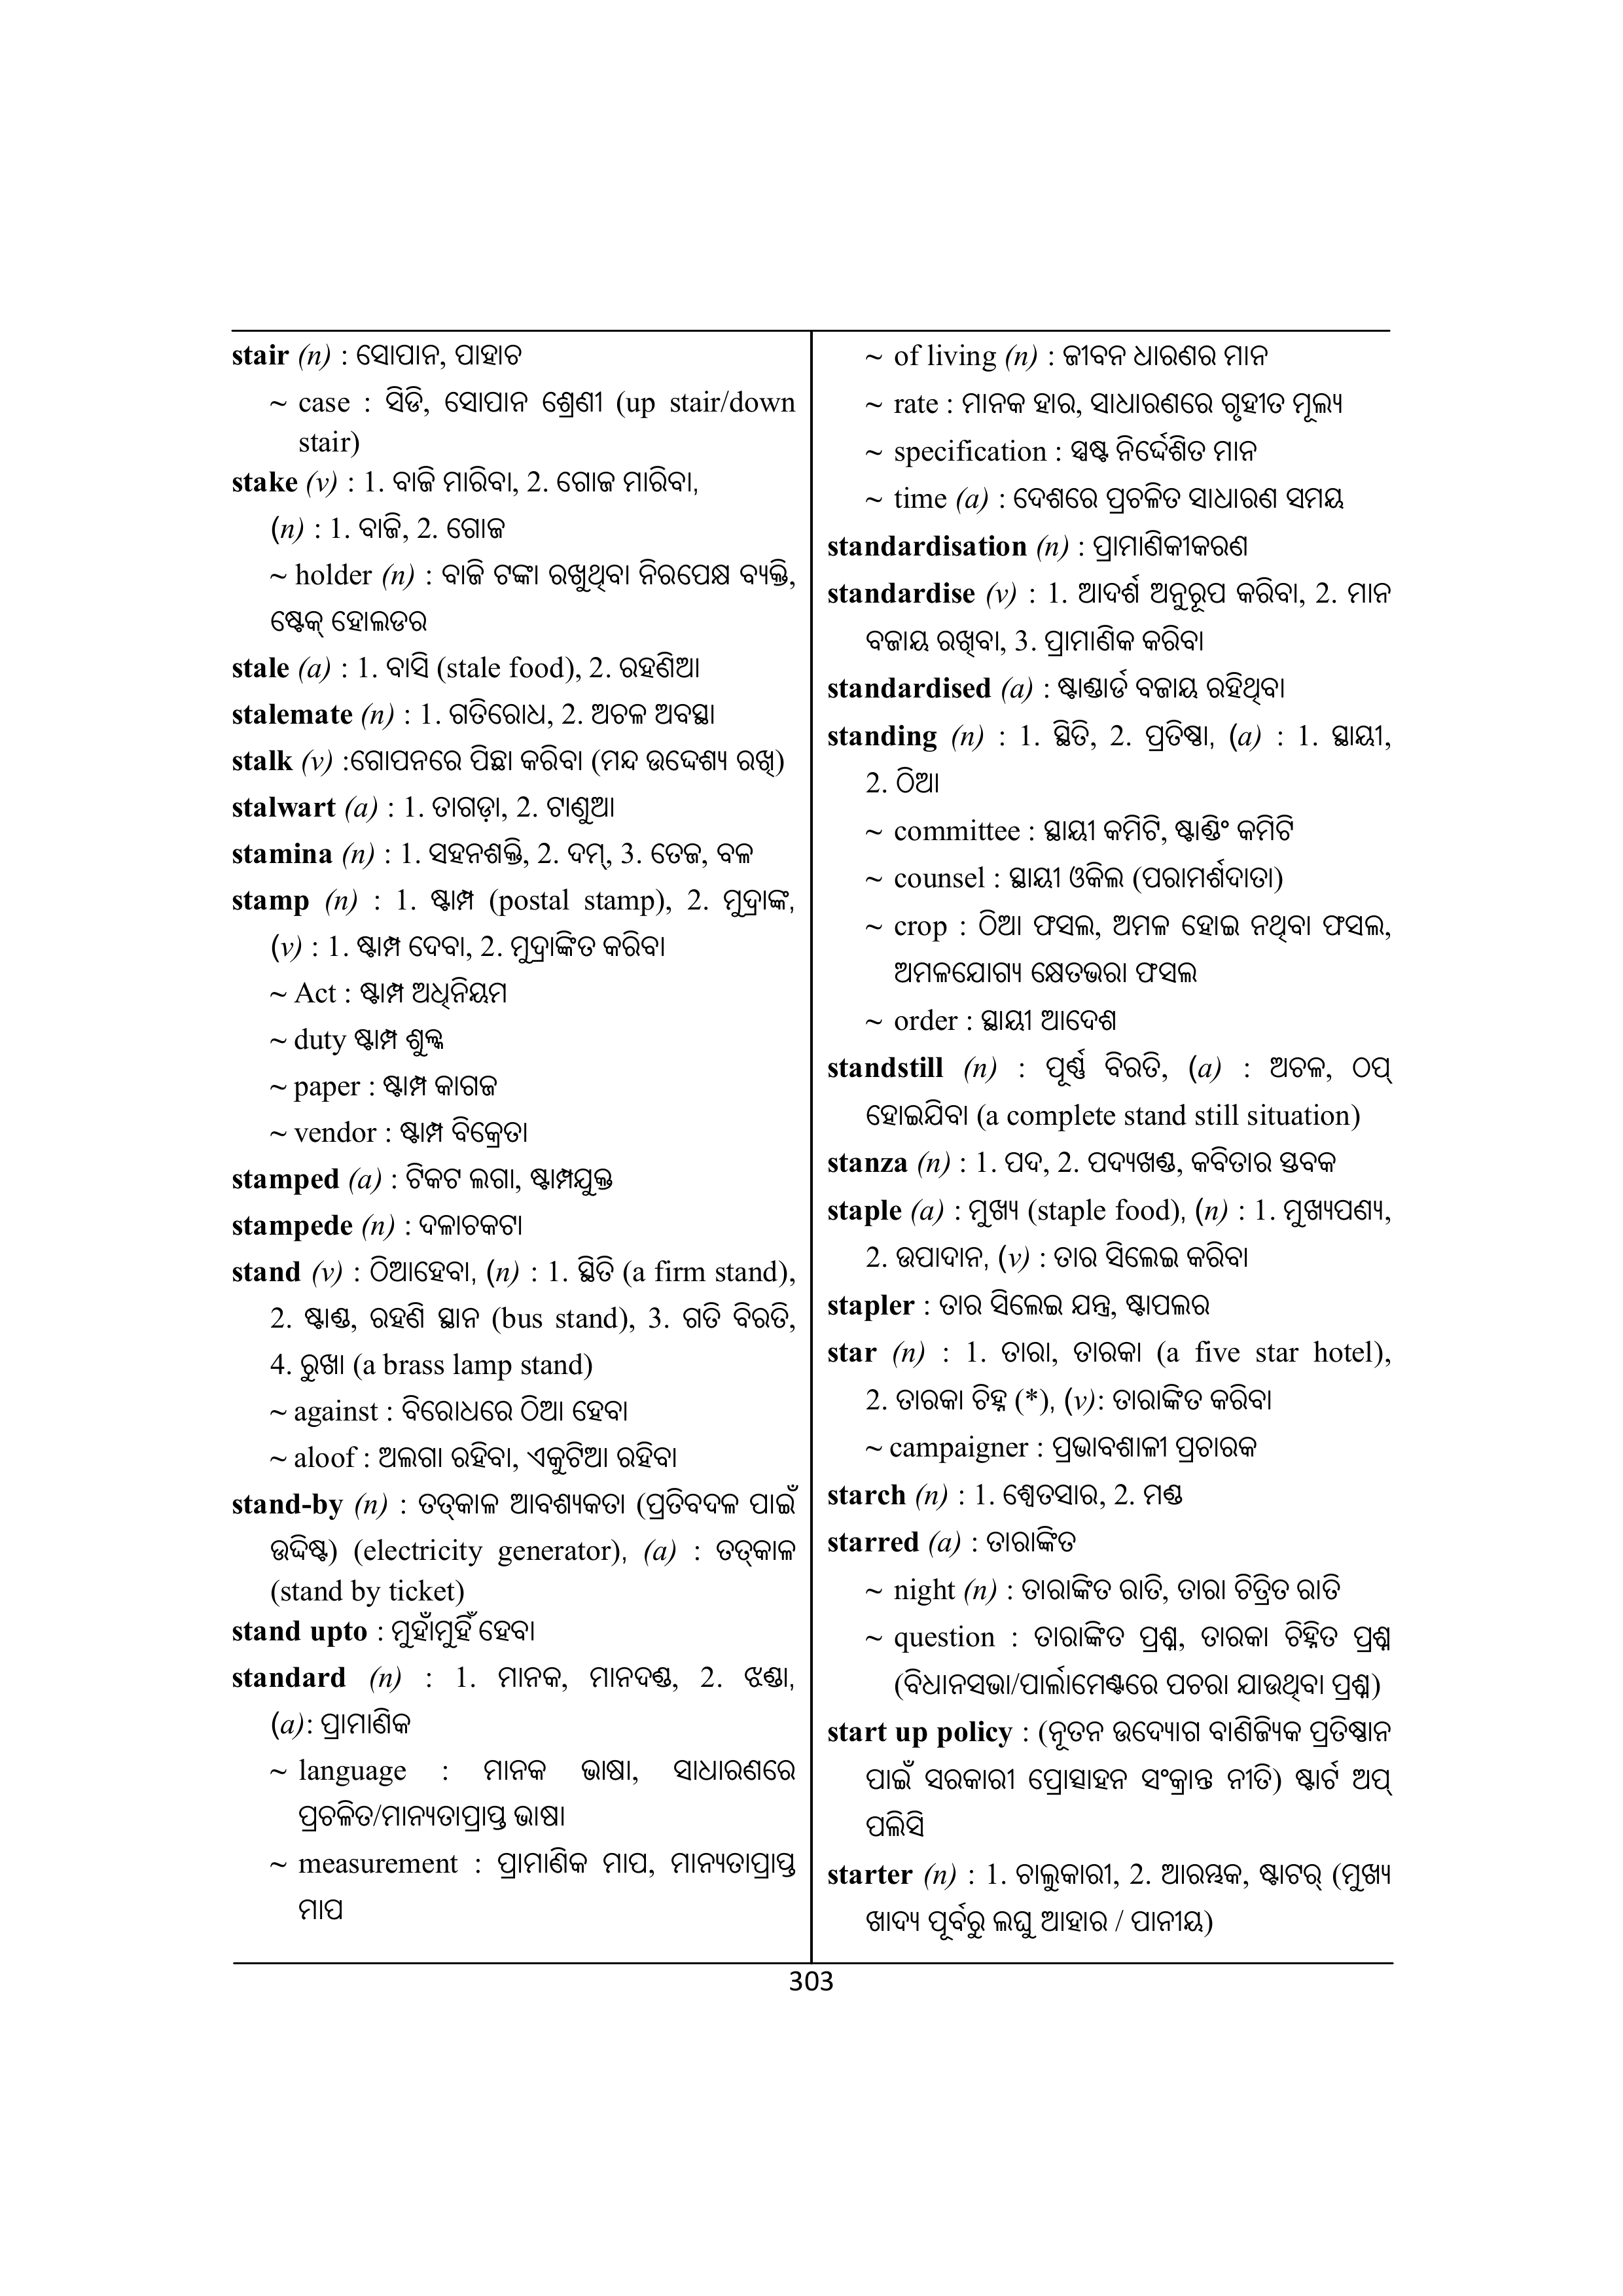 stair (n) : ସୋପାନ, ପାହାଚ
~ case : ସିଡି, ସୋପାନ ଶ୍ରେଣୀ (up stair/down
stair)
stake (v) : 1. ବାଜି ମାରିବା, 2. ଗୋଜ ମାରିବା,
(n) : 1. ବାଜି, 2. ଗୋଜ
~ holder (n) : ବାଜି ଟଙ୍କା ରଖୁଥିବା ନିରପେକ୍ଷ ବ୍ୟକ୍ତି,
ଷ୍ଟେକ୍ ହୋଲଡର
stale (a) : 1. ବାସି (stale food), 2. ରହଣିଆ
stalemate (n) : 1. ଗତିରୋଧ, 2. ଅଚଳ ଅବସ୍ଥା
stalk (v) :ଗୋପନରେ ପିଛା କରିବା (ମନ୍ଦ ଉଦ୍ଦେଶ୍ୟ ରଖି)
stalwart (a) : 1. ତାଗଡ଼ା, 2. ଟାଣୁଆ
stamina (n) : 1. ସହନଶକ୍ତି, 2. ଦମ୍, 3. ତେଜ, ବଳ
stamp (n) : 1. ଷ୍ଟାମ୍ପ (postal stamp), 2. ମୁଦ୍ରାଙ୍କ,
(v) : 1. ଷ୍ଟାମ୍ପ ଦେବା, 2. ମୁଦ୍ରାଙ୍କିତ କରିବା
~ Act : ଷ୍ଟାମ୍ପ ଅଧିନିୟମ
~ duty ଷ୍ଟାମ୍ପ ଶୁଳ୍କ
~ paper : ଷ୍ଟାମ୍ପ କାଗଜ
~ vendor : ଷ୍ଟାମ୍ପ ବିକ୍ରେତା
stamped (a) : ଟିକଟ ଲଗା, ଷ୍ଟାମ୍ପଯୁକ୍ତ
stampede (n) : ଦଳାଚକଟା
stand (v) : ଠିଆହେବା, (n) : 1. ସ୍ଥିତି (a firm stand),
2. ଷ୍ଟାଣ୍ଡ, ରହଣି ସ୍ଥାନ (bus stand), 3. ଗତି ବିରତି,
4. ରୁଖା (a brass lamp stand)
~ against : ବିରୋଧରେ ଠିଆ ହେବା
~ aloof : ଅଲଗା ରହିବା, ଏକୁଟିଆ ରହିବା
stand-by (n) : ତତ୍କାଳ ଆବଶ୍ୟକତା (ପ୍ରତିବଦଳ ପାଇଁ
ଉଦ୍ଦିଷ୍ଟ) (electricity generator), (a) : ତତ୍କାଳ
(stand by ticket)
stand upto : ମୁହାଁମୁହିଁ ହେବା
standard (n) : 1. ମାନକ, ମାନଦଣ୍ଡ, 2. ଝଣ୍ଡା,
(a): ପ୍ରାମାଣିକ
~ language : ମାନକ ଭାଷା, ସାଧାରଣରେ
ପ୍ରଚଳିତ/ମାନ୍ୟତାପ୍ରାପ୍ତ ଭାଷା
~ measurement : ପ୍ରାମାଣିକ ମାପ, ମାନ୍ୟତାପ୍ରାପ୍ତ
ମାପ
~ of living (n) : ଜୀବନ ଧାରଣର ମାନ
~ rate : ମାନକ ହାର, ସାଧାରଣରେ ଗୃହୀତ ମୂଲ୍ୟ
~ specification : ସ୍ପଷ୍ଟ ନିର୍ଦ୍ଦେଶିତ ମାନ
~ time (a) : ଦେଶରେ ପ୍ରଚଳିତ ସାଧାରଣ ସମୟ
standardisation (n) : ପ୍ରାମାଣିକୀକରଣ
standardise (v) : 1. ଆଦର୍ଶ ଅନୁରୂପ କରିବା, 2. ମାନ
ବଜାୟ ରଖିବା, 3. ପ୍ରାମାଣିକ କରିବା
standardised (a) : ଷ୍ଟାଣ୍ଡାର୍ଡ ବଜାୟ ରହିଥିବା
standing (n) : 1. ସ୍ଥିତି, 2. ପ୍ରତିଷ୍ଠା, (a) : 1. ସ୍ଥାୟୀ,
2. ଠିଆ
~ committee : ସ୍ଥାୟୀ କମିଟି, ଷ୍ଟାଣ୍ଡିଂ କମିଟି
~ counsel : ସ୍ଥାୟୀ ଓକିଲ (ପରାମର୍ଶଦାତା)
~ crop : ଠିଆ ଫସଲ, ଅମଳ ହୋଇ ନଥିବା ଫସଲ,
ଅମଳଯୋଗ୍ୟ କ୍ଷେତଭରା ଫସଲ
~ order : ସ୍ଥାୟୀ ଆଦେଶ
standstill (n) : ପୂର୍ଣ୍ଣ ବିରତି, (a) : ଅଚଳ, ଠପ୍
ହୋଇଯିବା (a complete stand still situation)
stanza (n) : 1. ପଦ, 2. ପଦ୍ୟଖଣ୍ଡ, କବିତାର ସ୍ତବକ
staple (a) : ମୁଖ୍ୟ (staple food), (n) : 1. ମୁଖ୍ୟପଣ୍ୟ,
2. ଉପାଦାନ, (v) : ତାର ସିଲେଇ କରିବା
stapler : ତାର ସିଲେଇ ଯନ୍ତ୍ର, ଷ୍ଟାପଲର
star (n) : 1. ତାରା, ତାରକା (a five star hotel),
2. ତାରକା ଚିହ୍ନ (*), (v): ତାରାଙ୍କିତ କରିବା
~ campaigner : ପ୍ରଭାବଶାଳୀ ପ୍ରଚାରକ
starch (n) : 1. ଶ୍ୱେତସାର, 2. ମଣ୍ଡ
starred (a) : ତାରାଙ୍କିତ
~ night (n) : ତାରାଙ୍କିତ ରାତି, ତାରା ଚିତ୍ରିତ ରାତି
~ question : ତାରାଙ୍କିତ ପ୍ରଶ୍ନ, ତାରକା ଚିହ୍ନିତ ପ୍ରଶ୍ନ
(ବିଧାନସଭା/ପାର୍ଲାମେଣ୍ଟରେ ପଚରା ଯାଉଥିବା ପ୍ରଶ୍ନ)
start up policy : (ନୂତନ ଉଦ୍ୟୋଗ ବାଣିଜ୍ୟିକ ପ୍ରତିଷ୍ଠାନ
ପାଇଁ ସରକାରୀ ପ୍ରୋତ୍ସାହନ ସଂକ୍ରାନ୍ତ ନୀତି) ଷ୍ଟାର୍ଟ ଅପ୍
ପଲିସି
starter (n) : 1. ଚାଲୁକାରୀ, 2. ଆରମ୍ଭକ, ଷ୍ଟାଟର୍ (ମୁଖ୍ୟ
ଖାଦ୍ୟ ପୂର୍ବରୁ ଲଘୁ ଆହାର / ପାନୀୟ)
303